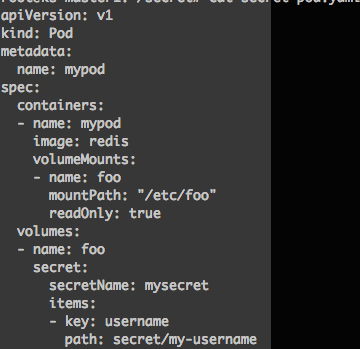 apiVersion: v1
kind: Pod
metadata:
  name: mypod
spec:
  containers:
  - name: mypod
    image: redis
    volumeMounts:
    - name: foo
      mountPath: "/etc/foo"
      readOnly: true
  volumes:
  - name: foo
    secret:
      secretName: mysecret
      items:
      - key: username
        path: secret/my-username